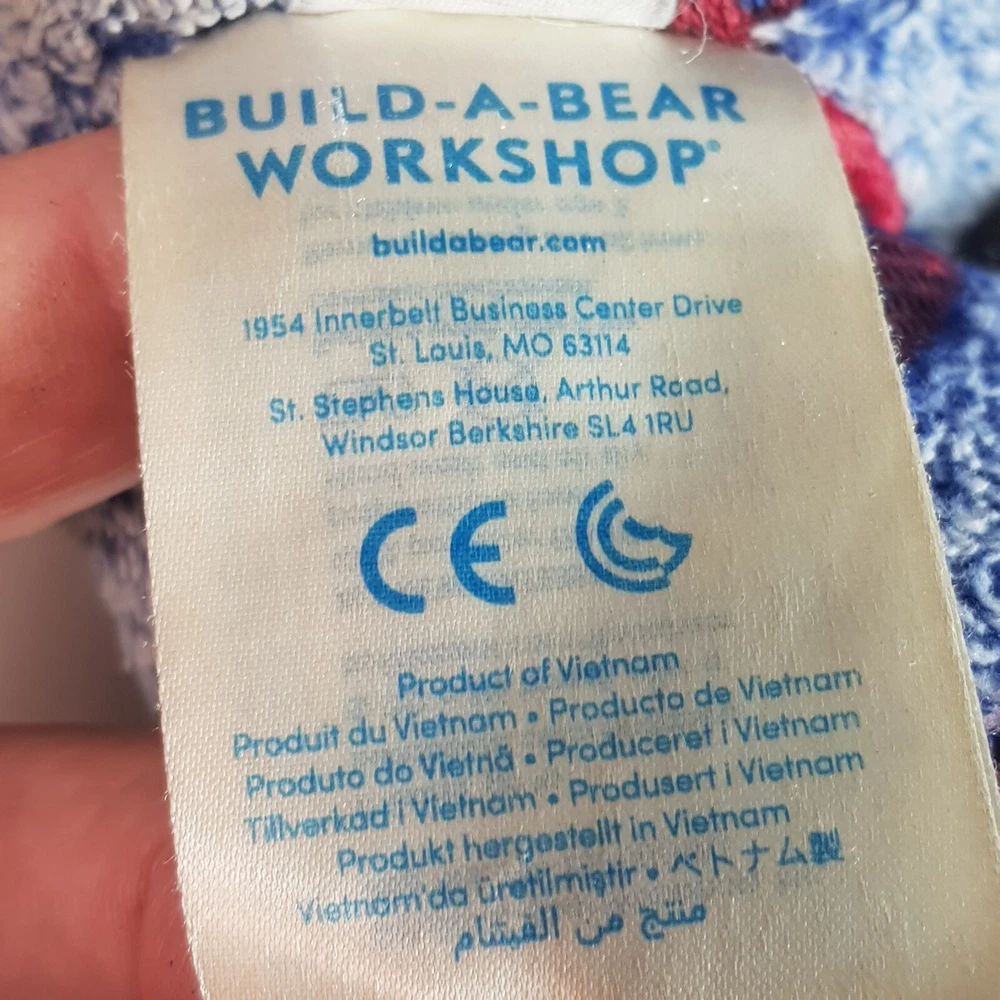 BUILD-A-BEAR
WORKSHOP®
buildabear.com
1954 Innerbelt Business Center Drive
St. Louis, MO 63114
St. Stephens House, Arthur Road,
Windsor Berkshire SL4 1RU
CE
Product of Vietnam
Produit du Vietnam • Producto de Vietnam
Produto do Vietnã • Produceret i Vietnam
Tillverkad i Vietnam • Produsert i Vietnam
Produkt hergestellt in Vietnam
Vietnam'da üretilmiştir • ベトナム製
منتج من الفيتنام